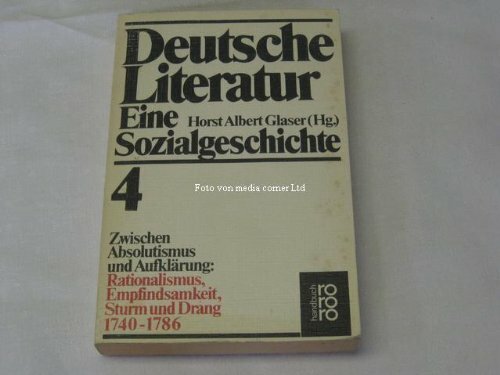 Deutsche
Literatur
Eine Horst Albert Glaser (Hg.)
Sozialgeschichte
4
Foto von media corner Ltd
Zwischen
Absolutismus
und Aufklärung:
Rationalismus,
Empfindsamkeit,
Sturm und Drang
1740-1786
handbuch
rororo